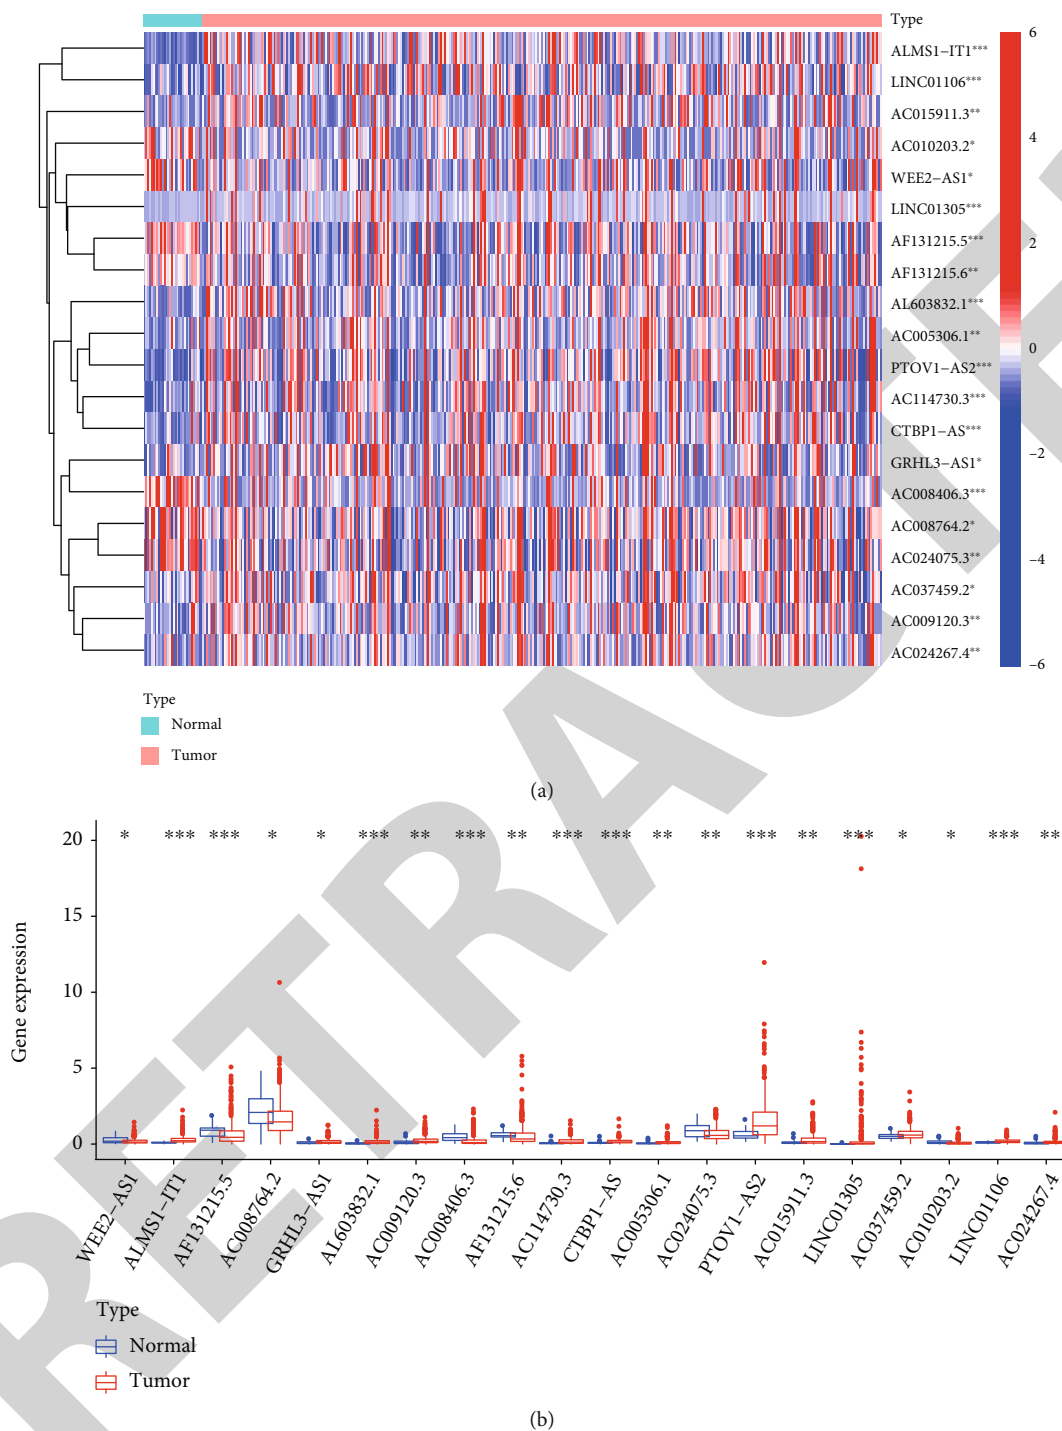 Type
ALMS1−IT1***
LINC01106***
AC015911.3**
AC010203.2*
WEE2−AS1*
LINC01305***
AF131215.5***
AF131215.6**
AL603832.1***
AC005306.1**
PTOV1−AS2***
AC114730.3***
CTBP1−AS***
GRHL3−AS1*
AC008406.3***
AC008764.2*
AC024075.3**
AC037459.2*
AC009120.3**
AC024267.4**
6
4
2
0
−2
−4
−6
Type
Normal
Tumor
(a)
* *** *** * * *** ** *** ** *** *** ** ** *** ** *** * * *** **
Gene expression
20
15
10
5
0
WEE2−AS1
ALMS1−IT1
AF131215.5
AC008764.2
GRHL3−AS1
AL603832.1
AC009120.3
AC008406.3
AF131215.6
AC114730.3
CTBP1−AS
AC005306.1
AC024075.3
PTOV1−AS2
AC015911.3
LINC01305
AC037459.2
AC010203.2
LINC01106
AC024267.4
Type
Normal
Tumor
(b)
RETRACTE